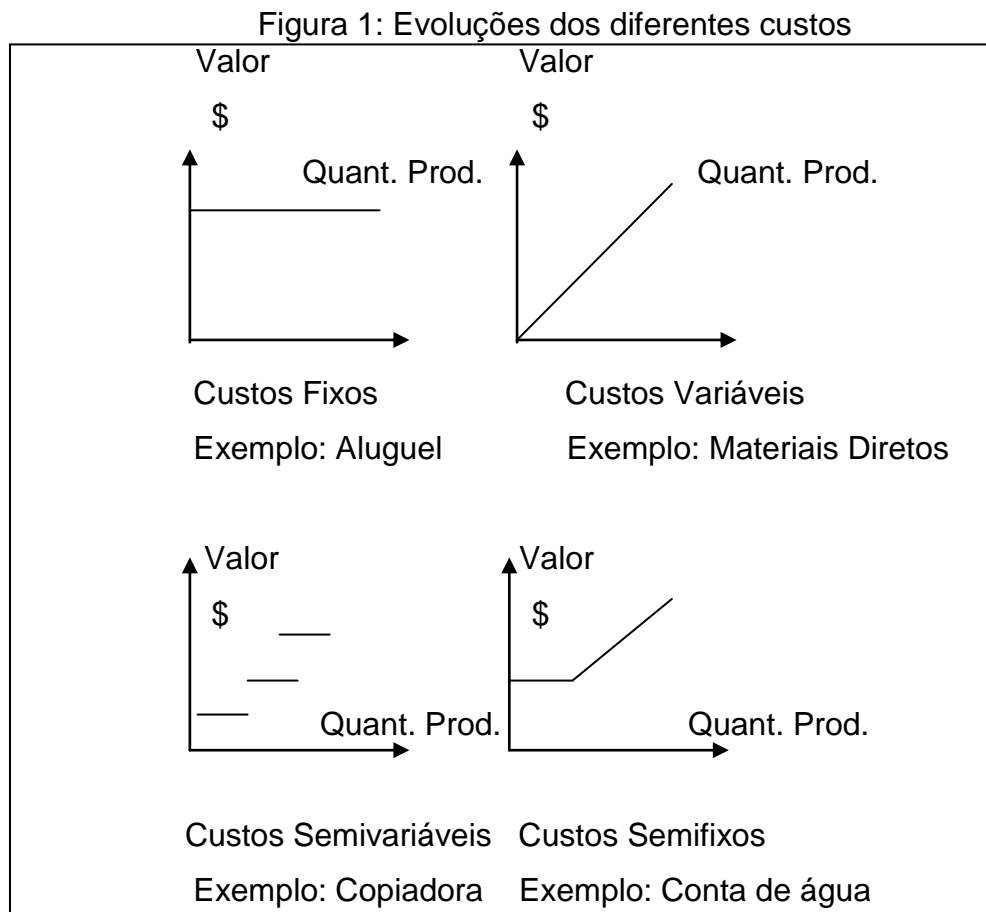 Figura 1: Evoluções dos diferentes custos
Valor Valor
$ $
Quant. Prod. Quant. Prod.
Custos Fixos Custos Variáveis
Exemplo: Aluguel Exemplo: Materiais Diretos
Valor Valor
$ $
Quant. Prod. Quant. Prod.
Custos Semivariáveis Custos Semifixos
Exemplo: Copiadora Exemplo: Conta de água